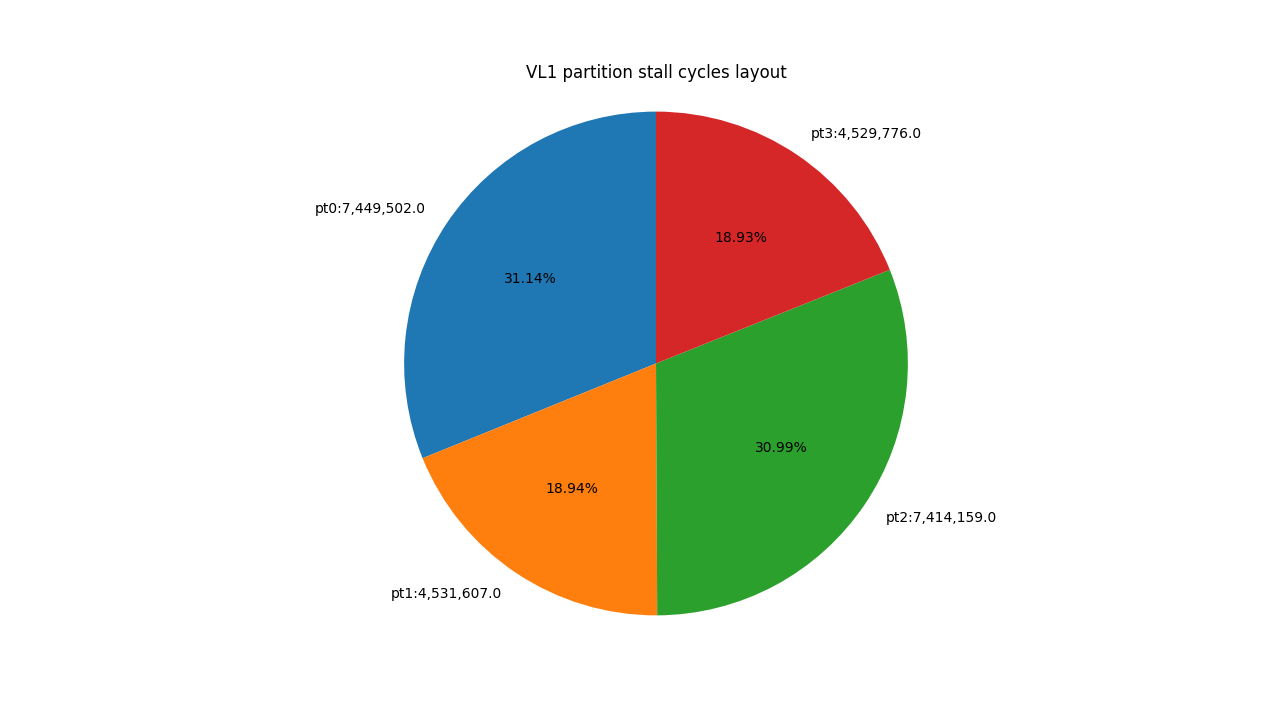 VL1 partition stall cycles layout
pt3:4,529,776.0
pt0:7,449,502.0
18.93%
31.14%
30.99%
18.94%
pt2:7,414,159.0
pt1:4,531,607.0